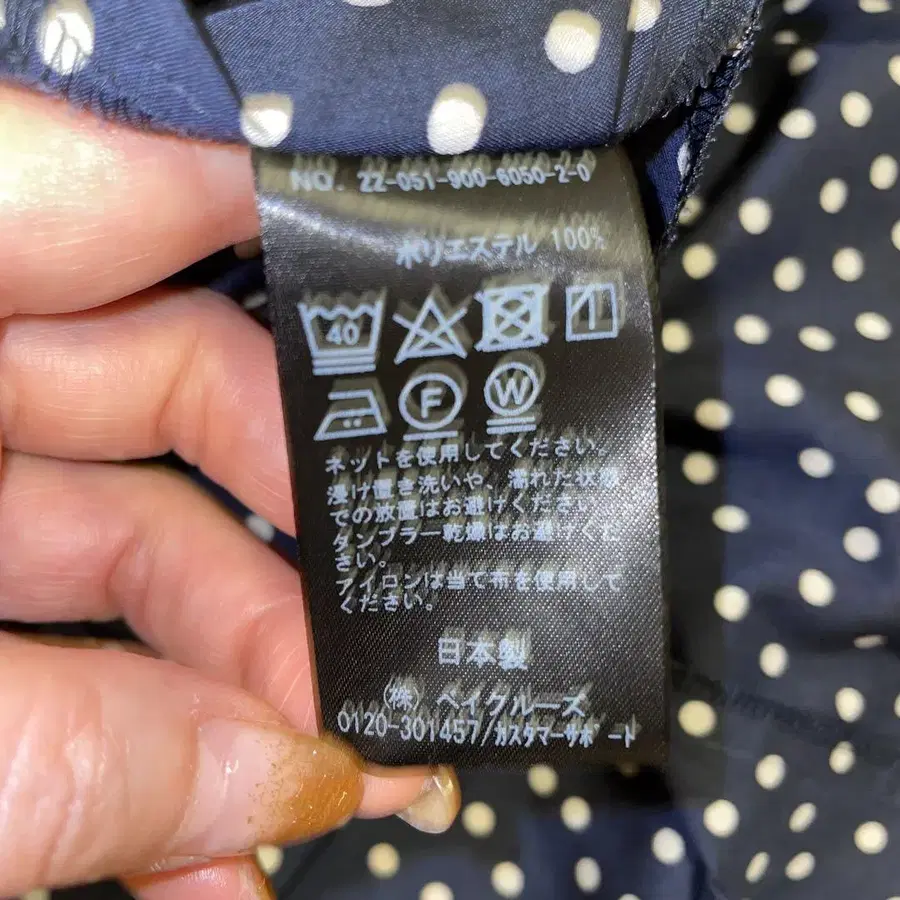 NO. 22-051-900-6050-2-0
ポリエステル 100%
40
F
W
ネットを使用してください。
浸け置き洗いや、濡れた状態
での放置はお避けください。
タンブラー乾燥はお避けくだ
さい。
アイロンは当て布を使用して
ください。
日本製
(株) ベイクルーズ
0120-301457/カスタマーサポート